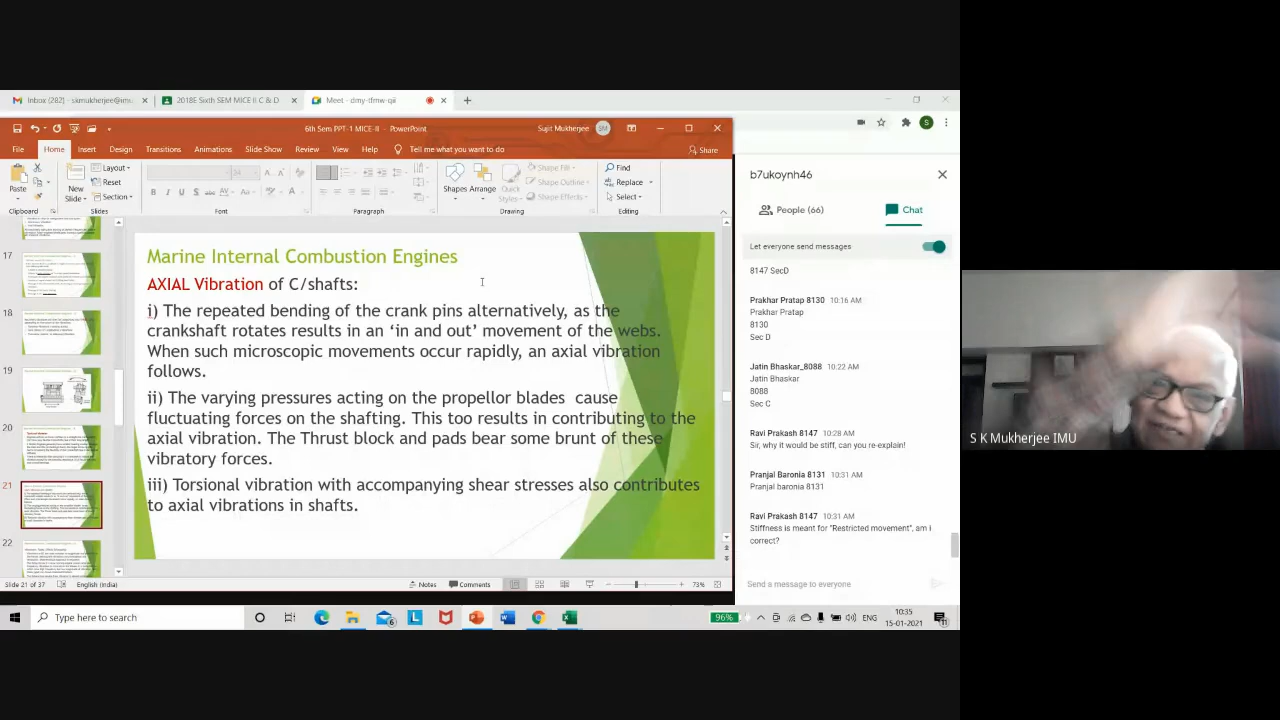 Inbox (282) - skmukherjee@imu.
2018E Sixth SEM MICE II C & D
Meet - dmy-tfmw-qii
6th Sem PPT-1 MICE-II - PowerPoint
Sujit Mukherjee
SM
File Home Insert Design Transitions Animations Slide Show Review View Help Tell me what you want to do
Share
Paste
New
Slide
Layout
Reset
Section
Shapes Arrange Quick
Styles
Shape Fill
Shape Outline
Shape Effects
Find
Replace
Select
Clipboard Slides Font Paragraph Drawing Editing
17
18
19
20
21
22
Marine Internal Combustion Engines
AXIAL Vibration of C/shafts:
i) The repeated bending of the crank pins alternatively, as the
crankshaft rotates results in an ‘in and out’ movement of the webs.
When such microscopic movements occur rapidly, an axial vibration
follows.
ii) The varying pressures acting on the propellor blades cause
fluctuating forces on the shafting. This too results in contributing to the
axial vibration. The Thrust block and pads bear some brunt of these
vibratory forces.
iii) Torsional vibration with accompanying shear stresses also contributes
to axial vibrations in shafts.
Slide 21 of 37 English (India)
Notes Comments 73%
b7ukoynh46
People (66) Chat
Let everyone send messages
8147 SecD
Prakhar Pratap 8130 10:16 AM
Prakhar Pratap
8130
Sec D
Jatin Bhaskar_8088 10:22 AM
Jatin Bhaskar
8088
Sec C
Ravi Prakash 8147 10:28 AM
Sir, why it would be stiff, can you re-explain!
Pranjal Baronia 8131 10:31 AM
Pranjal baronia 8131
Ravi Prakash 8147 10:31 AM
Stiffness is meant for "Restricted movement", am i
correct?
Send a message to everyone
S K Mukherjee IMU
Type here to search
96%
ENG
10:35
15-01-2021